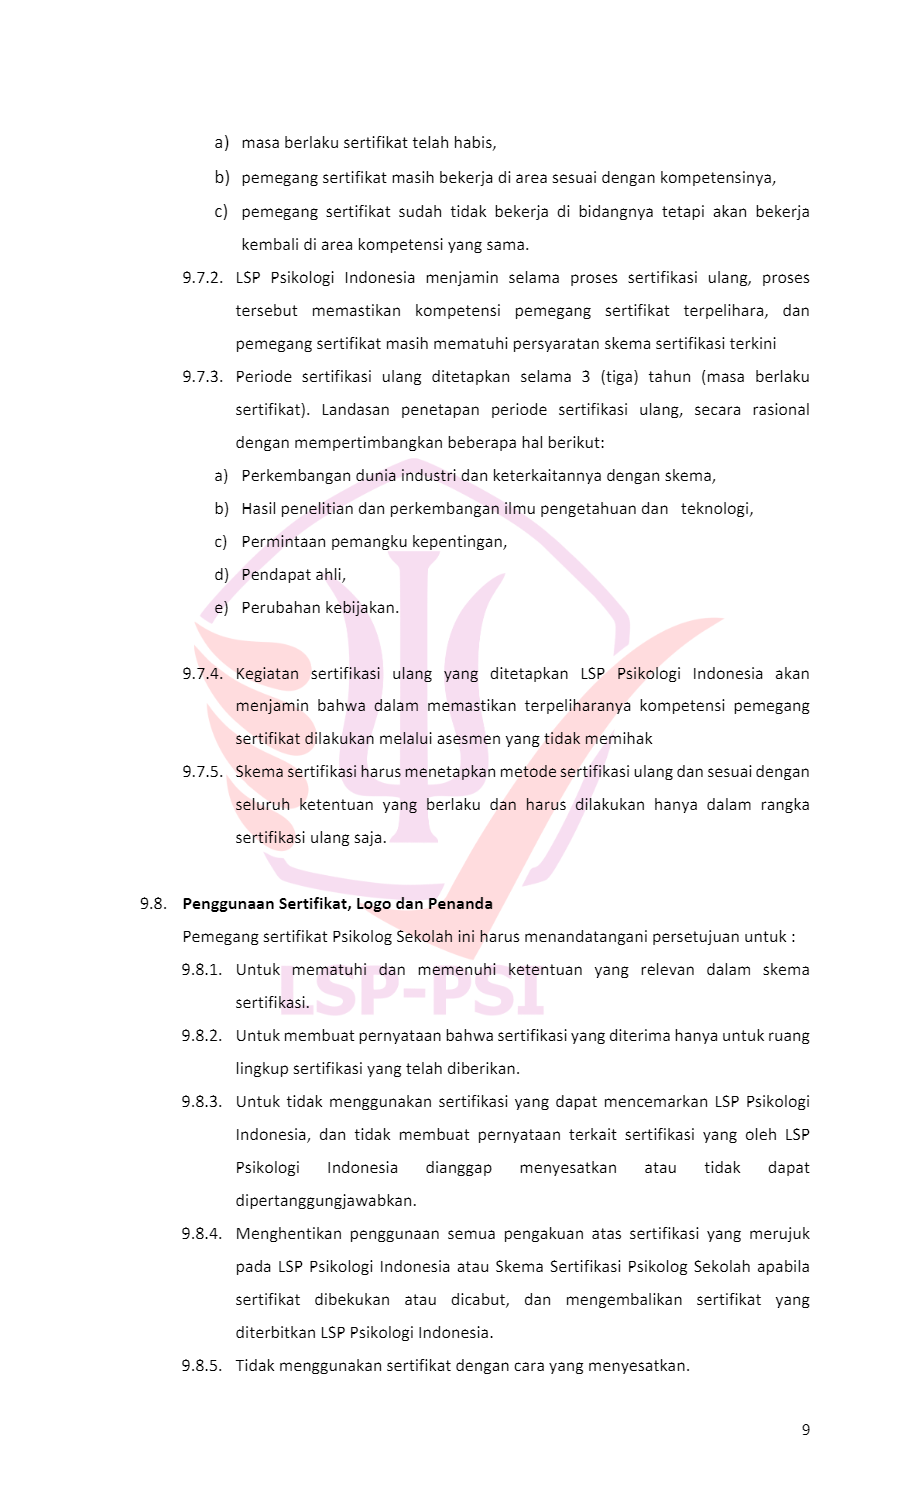 a) masa berlaku sertifikat telah habis,
b) pemegang sertifikat masih bekerja di area sesuai dengan kompetensinya,
c) pemegang sertifikat sudah tidak bekerja di bidangnya tetapi akan bekerja
kembali di area kompetensi yang sama.
9.7.2. LSP Psikologi Indonesia menjamin selama proses sertifikasi ulang, proses
tersebut memastikan kompetensi pemegang sertifikat terpelihara, dan
pemegang sertifikat masih mematuhi persyaratan skema sertifikasi terkini
9.7.3. Periode sertifikasi ulang ditetapkan selama 3 (tiga) tahun (masa berlaku
sertifikat). Landasan penetapan periode sertifikasi ulang, secara rasional
dengan mempertimbangkan beberapa hal berikut:
a) Perkembangan dunia industri dan keterkaitannya dengan skema,
b) Hasil penelitian dan perkembangan ilmu pengetahuan dan teknologi,
c) Permintaan pemangku kepentingan,
d) Pendapat ahli,
e) Perubahan kebijakan.
9.7.4. Kegiatan sertifikasi ulang yang ditetapkan LSP Psikologi Indonesia akan
menjamin bahwa dalam memastikan terpeliharanya kompetensi pemegang
sertifikat dilakukan melalui asesmen yang tidak memihak
9.7.5. Skema sertifikasi harus menetapkan metode sertifikasi ulang dan sesuai dengan
seluruh ketentuan yang berlaku dan harus dilakukan hanya dalam rangka
sertifikasi ulang saja.
9.8. Penggunaan Sertifikat, Logo dan Penanda
Pemegang sertifikat Psikolog Sekolah ini harus menandatangani persetujuan untuk :
9.8.1. Untuk mematuhi dan memenuhi ketentuan yang relevan dalam skema
sertifikasi.
LSP-PSI
9.8.2. Untuk membuat pernyataan bahwa sertifikasi yang diterima hanya untuk ruang
lingkup sertifikasi yang telah diberikan.
9.8.3. Untuk tidak menggunakan sertifikasi yang dapat mencemarkan LSP Psikologi
Indonesia, dan tidak membuat pernyataan terkait sertifikasi yang oleh LSP
Psikologi Indonesia dianggap menyesatkan atau tidak dapat
dipertanggungjawabkan.
9.8.4. Menghentikan penggunaan semua pengakuan atas sertifikasi yang merujuk
pada LSP Psikologi Indonesia atau Skema Sertifikasi Psikolog Sekolah apabila
sertifikat dibekukan atau dicabut, dan mengembalikan sertifikat yang
diterbitkan LSP Psikologi Indonesia.
9.8.5. Tidak menggunakan sertifikat dengan cara yang menyesatkan.
9